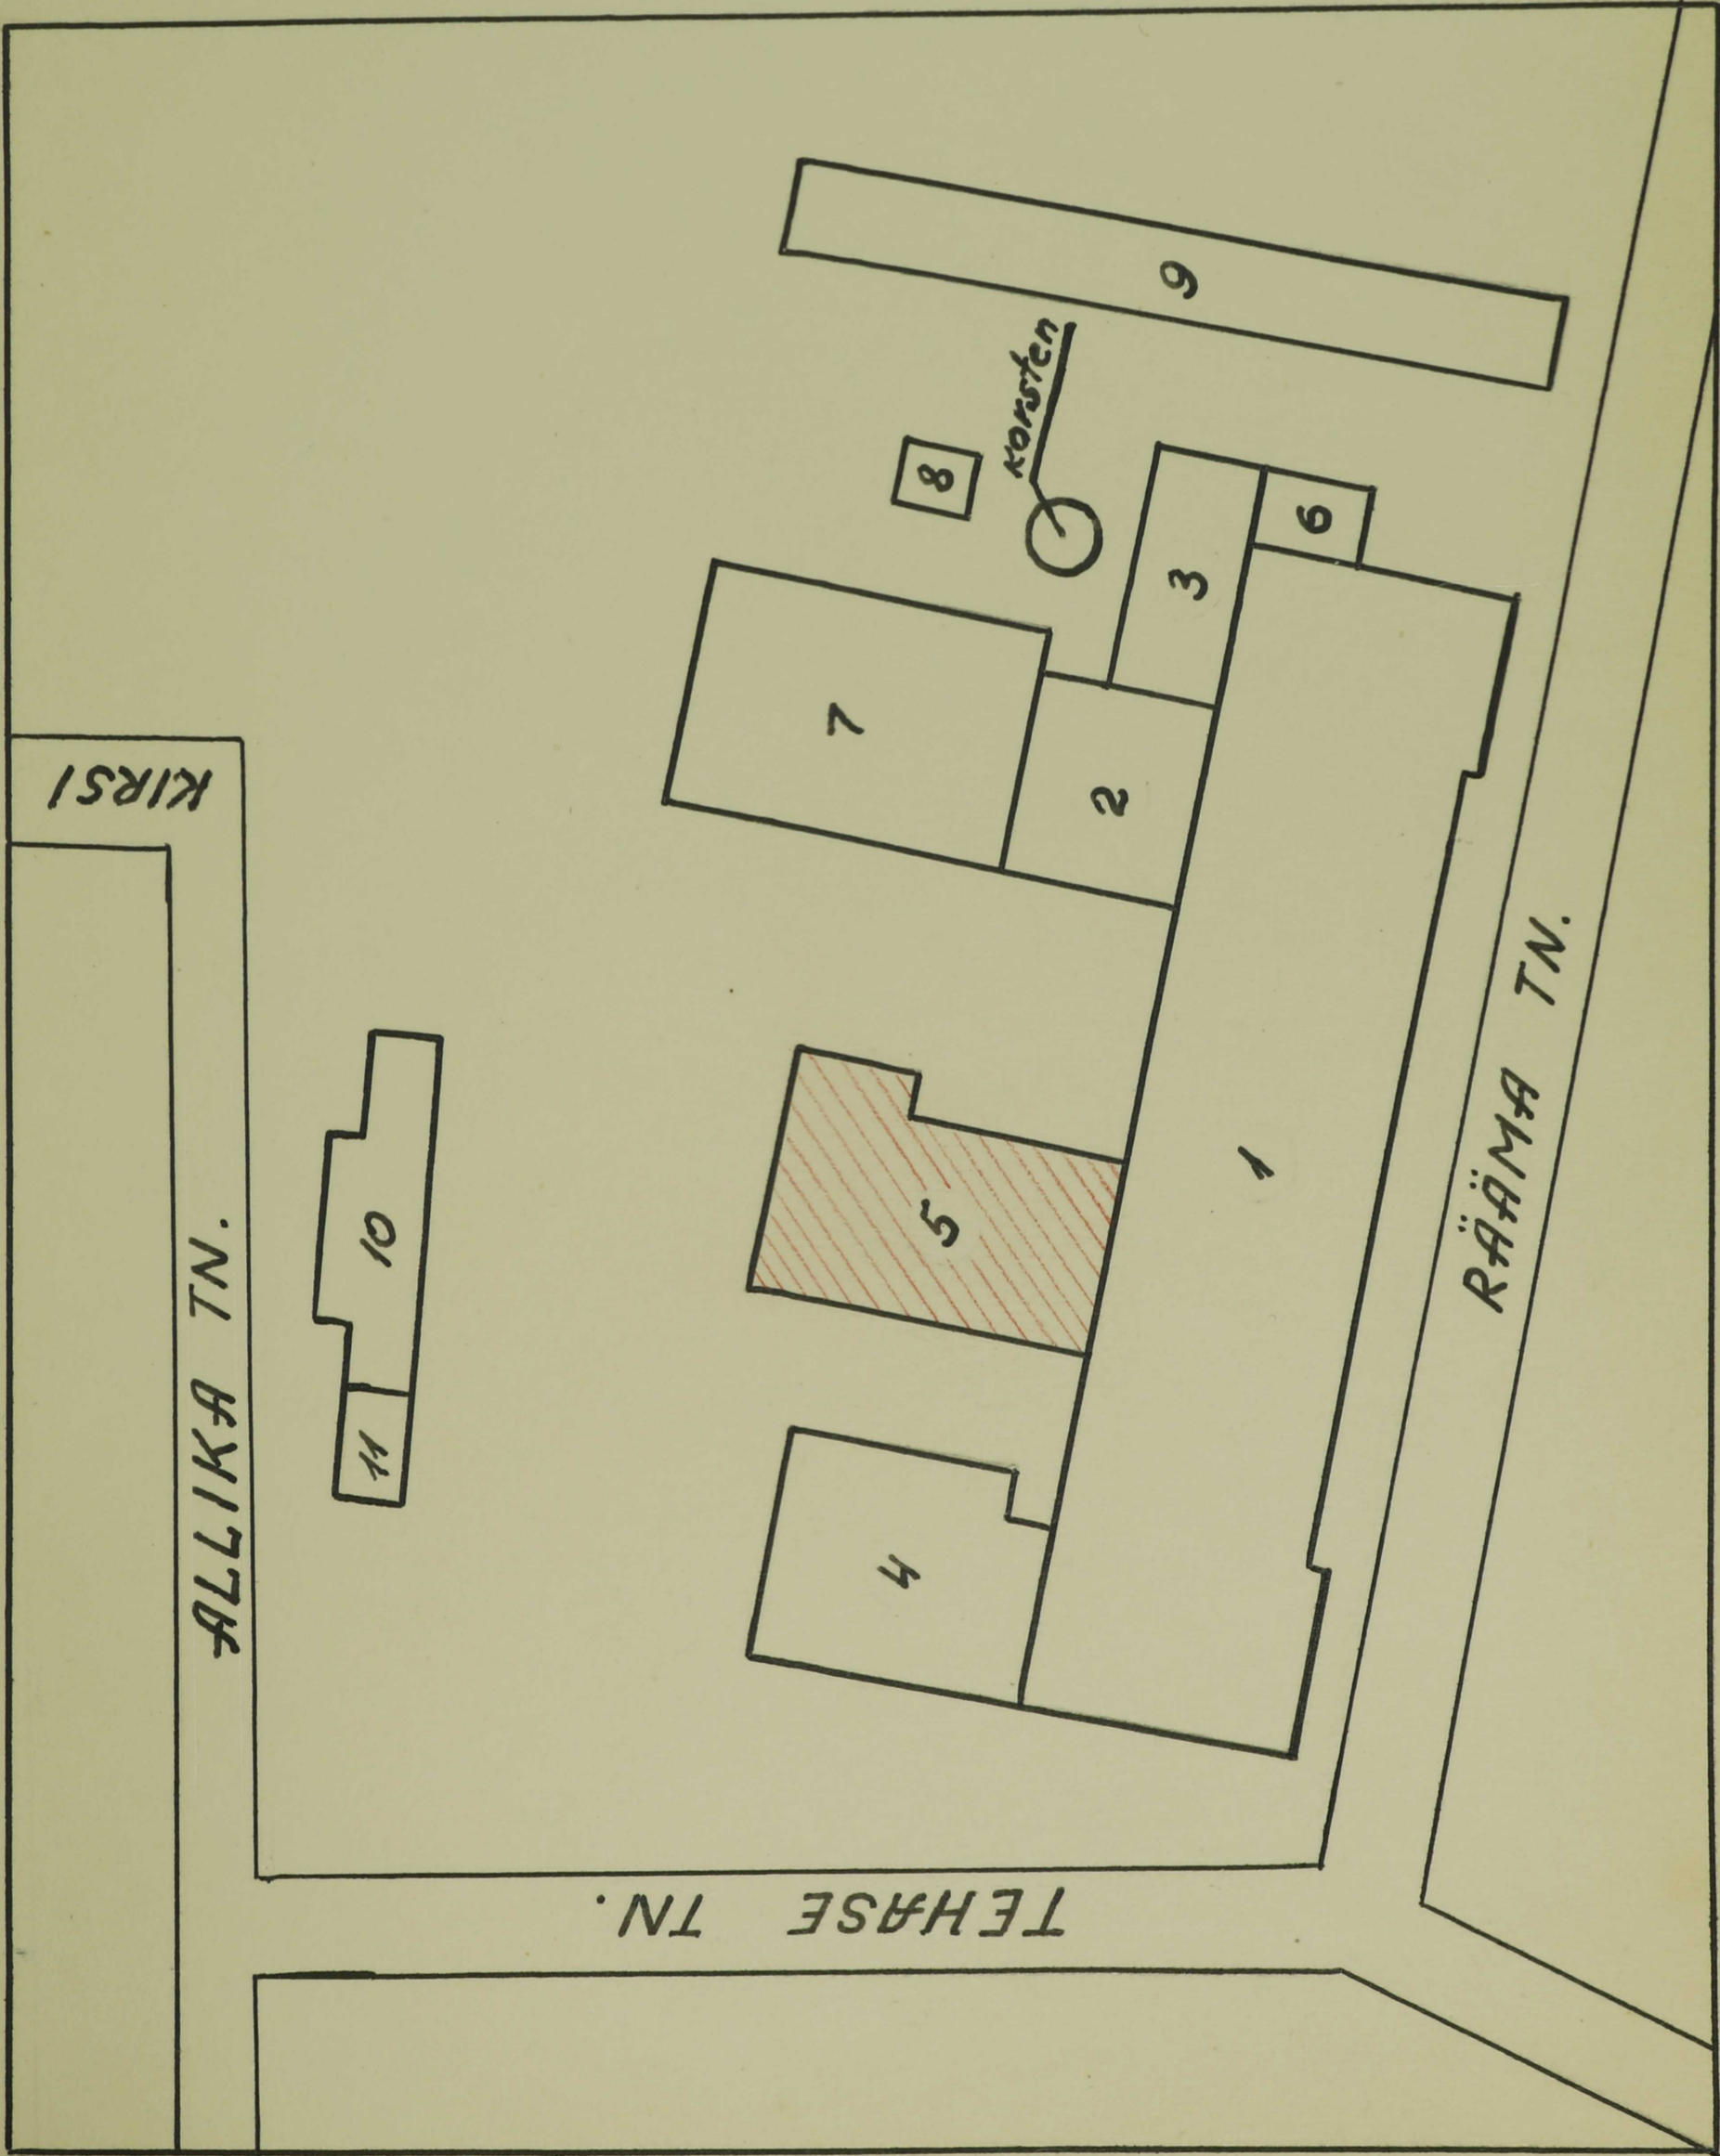 KIRSI
ALLIKA TN.
TEHASE TN.
RÄÄMA TN.
korsten
1
2
3
4
5
6
7
8
9
10
11